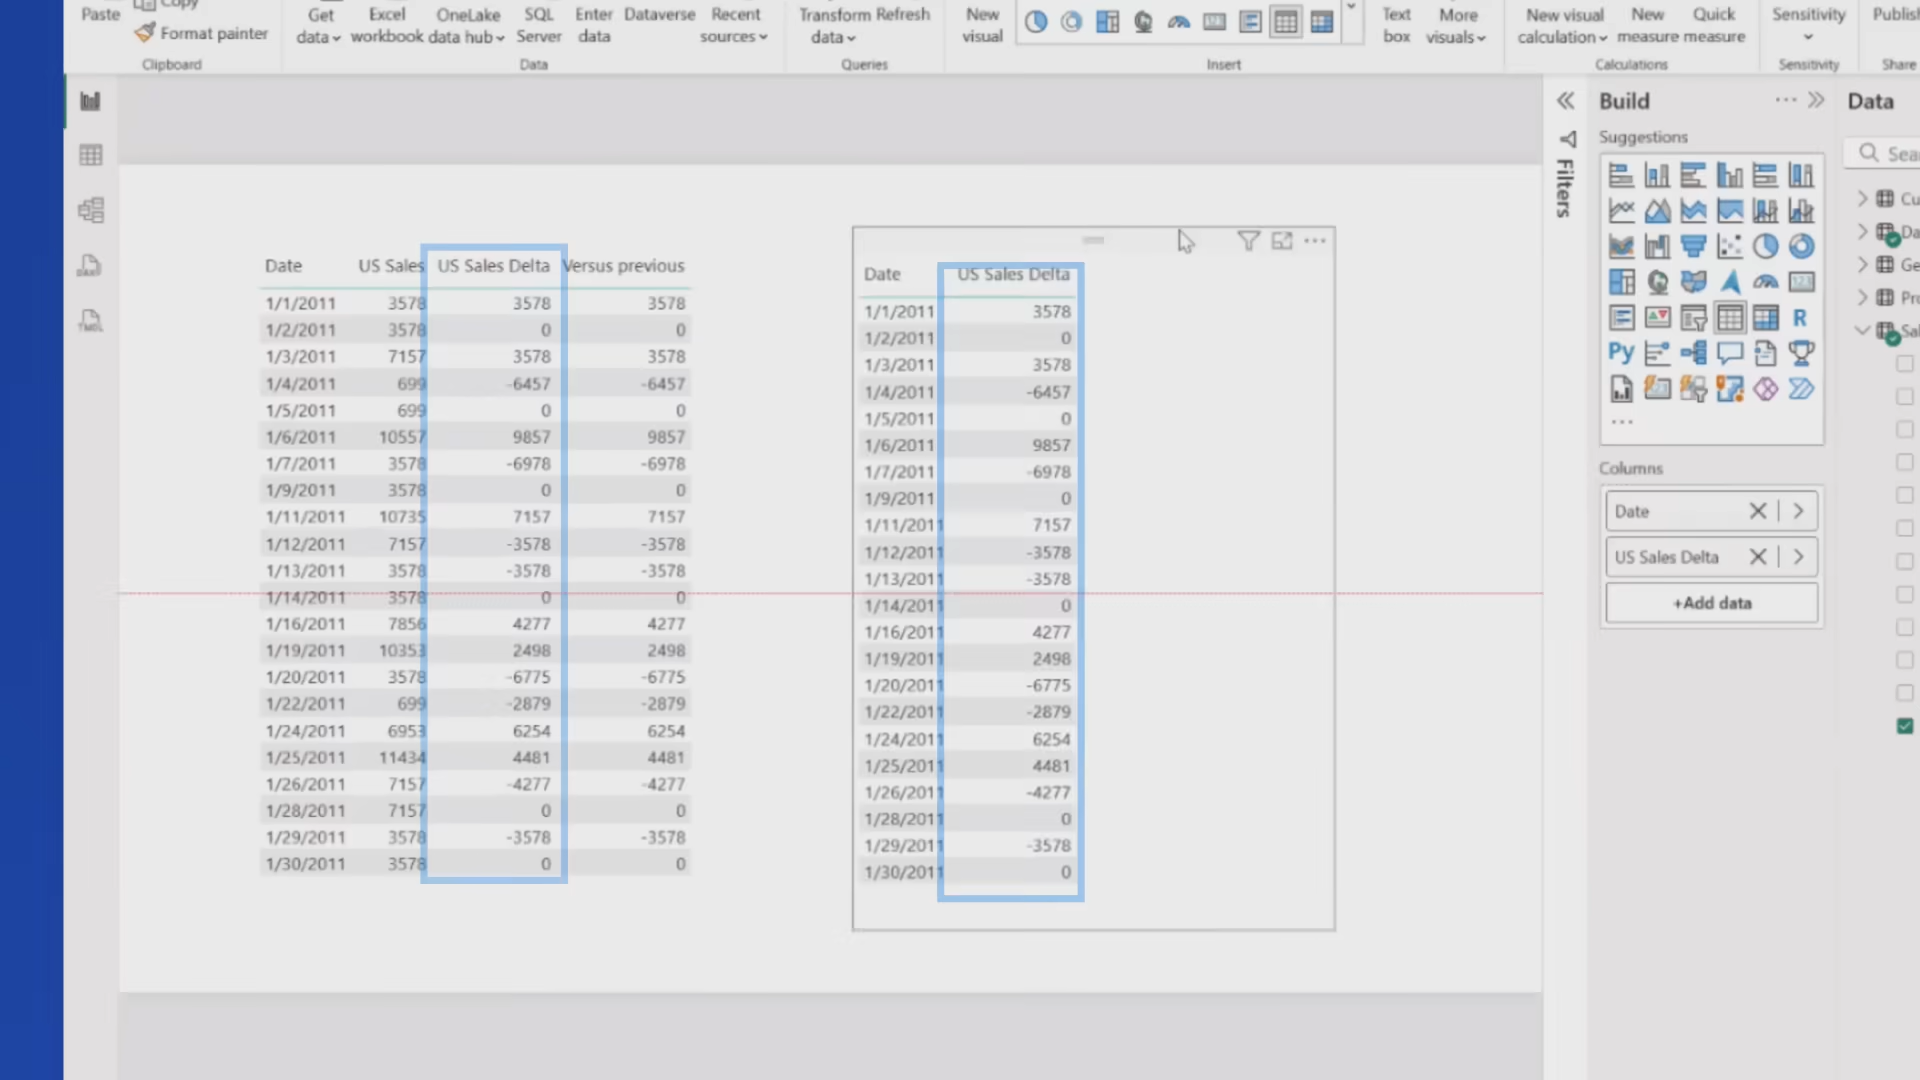 Paste Copy Format painter Clipboard
Get data Excel workbook OneLake data hub SQL Server Enter data Dataverse Recent sources Data
Transform data Refresh Queries
New visual Text box More visuals Insert
New visual calculation New measure Quick measure Calculations
Sensitivity Sensitivity
Share
Date US Sales US Sales Delta Versus previous
1/1/2011 3578 3578 3578
1/2/2011 3578 0 0
1/3/2011 7157 3578 3578
1/4/2011 699 -6457 -6457
1/5/2011 699 0 0
1/6/2011 10557 9857 9857
1/7/2011 3578 -6978 -6978
1/9/2011 3578 0 0
1/11/2011 10735 7157 7157
1/12/2011 7157 -3578 -3578
1/13/2011 3578 -3578 -3578
1/14/2011 3578 0 0
1/16/2011 7856 4277 4277
1/19/2011 10353 2498 2498
1/20/2011 3578 -6775 -6775
1/22/2011 699 -2879 -2879
1/24/2011 6953 6254 6254
1/25/2011 11434 4481 4481
1/26/2011 7157 -4277 -4277
1/28/2011 7157 0 0
1/29/2011 3578 -3578 -3578
1/30/2011 3578 0 0
Date US Sales Delta
1/1/2011 3578
1/2/2011 0
1/3/2011 3578
1/4/2011 -6457
1/5/2011 0
1/6/2011 9857
1/7/2011 -6978
1/9/2011 0
1/11/2011 7157
1/12/2011 -3578
1/13/2011 -3578
1/14/2011 0
1/16/2011 4277
1/19/2011 2498
1/20/2011 -6775
1/22/2011 -2879
1/24/2011 6254
1/25/2011 4481
1/26/2011 -4277
1/28/2011 0
1/29/2011 -3578
1/30/2011 0
Filters
Build
Suggestions
R
Py
Columns
Date
US Sales Delta
+Add data
Data